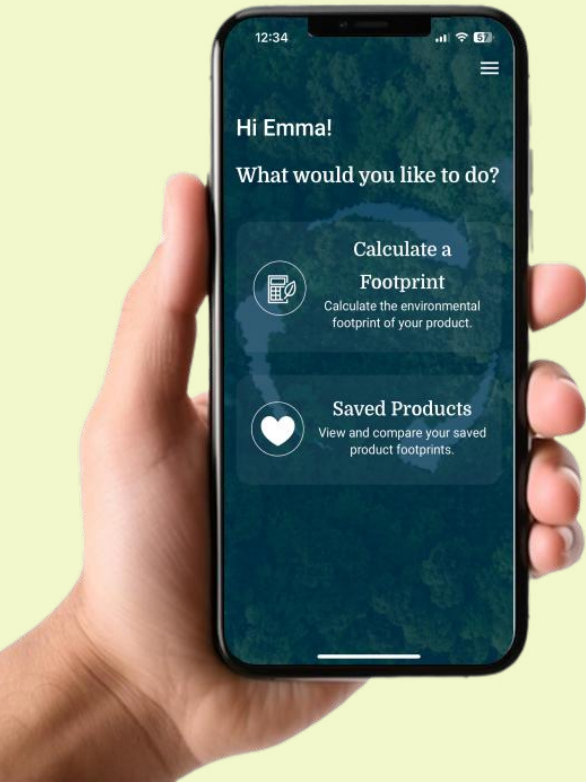 12:34
57
Hi Emma!
What would you like to do?
Calculate a
Footprint
Calculate the environmental
footprint of your product.
Saved Products
View and compare your saved
product footprints.